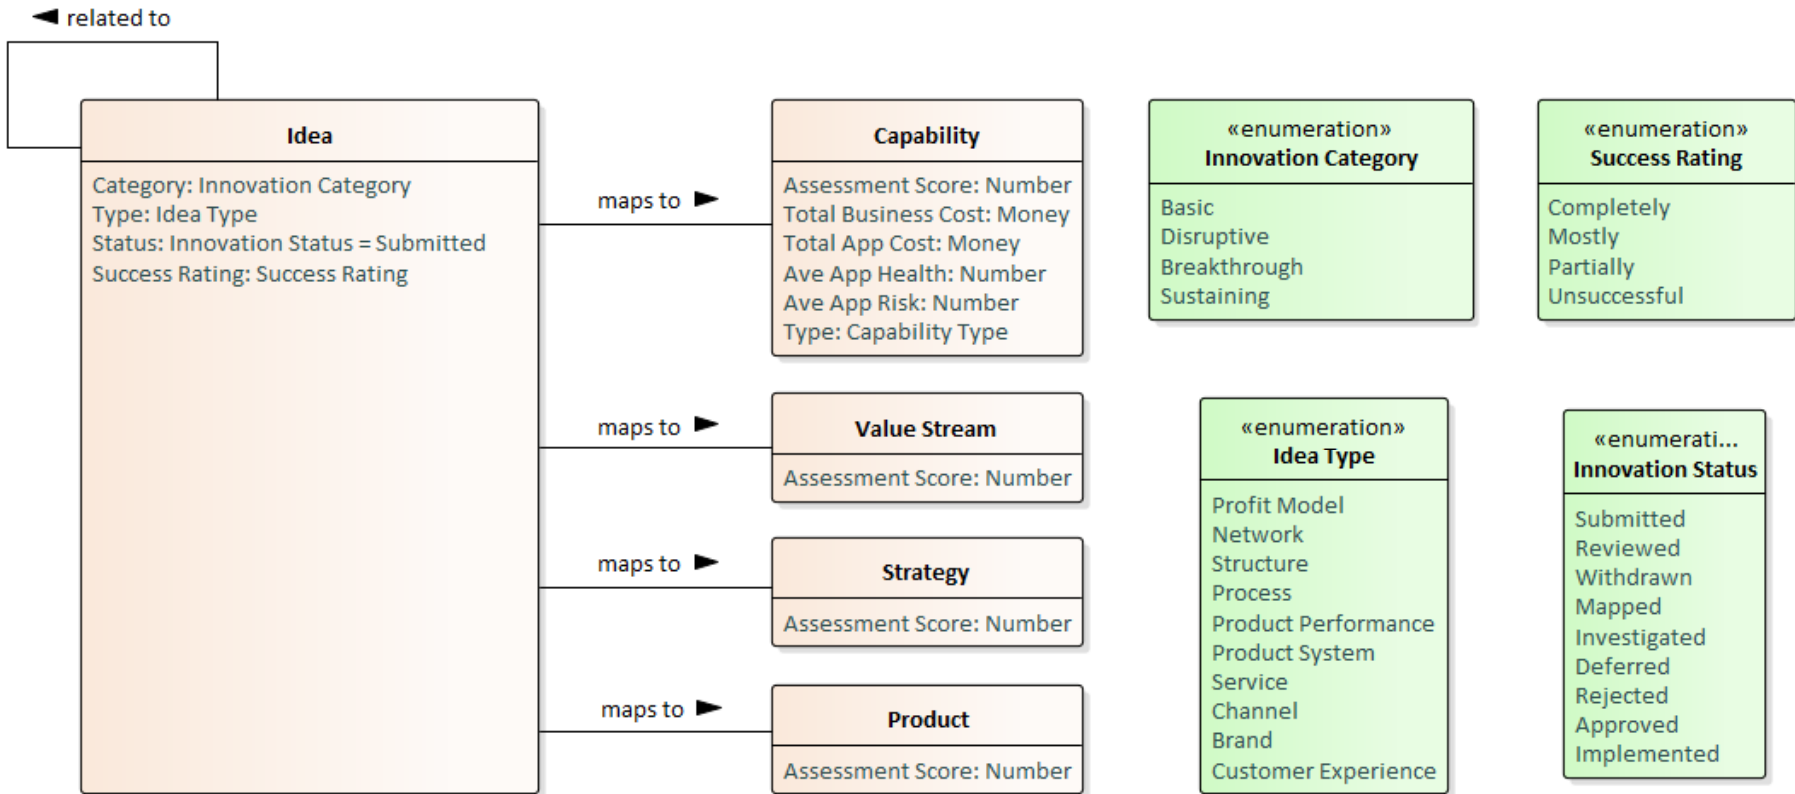 ◄ related to
Idea
Category: Innovation Category
Type: Idea Type
Status: Innovation Status = Submitted
Success Rating: Success Rating
maps to ►
Capability
Assessment Score: Number
Total Business Cost: Money
Total App Cost: Money
Ave App Health: Number
Ave App Risk: Number
Type: Capability Type
maps to ►
Value Stream
Assessment Score: Number
maps to ►
Strategy
Assessment Score: Number
maps to ►
Product
Assessment Score: Number
«enumeration»
Innovation Category
Basic
Disruptive
Breakthrough
Sustaining
«enumeration»
Success Rating
Completely
Mostly
Partially
Unsuccessful
«enumeration»
Idea Type
Profit Model
Network
Structure
Process
Product Performance
Product System
Service
Channel
Brand
Customer Experience
«enumerati...
Innovation Status
Submitted
Reviewed
Withdrawn
Mapped
Investigated
Deferred
Rejected
Approved
Implemented